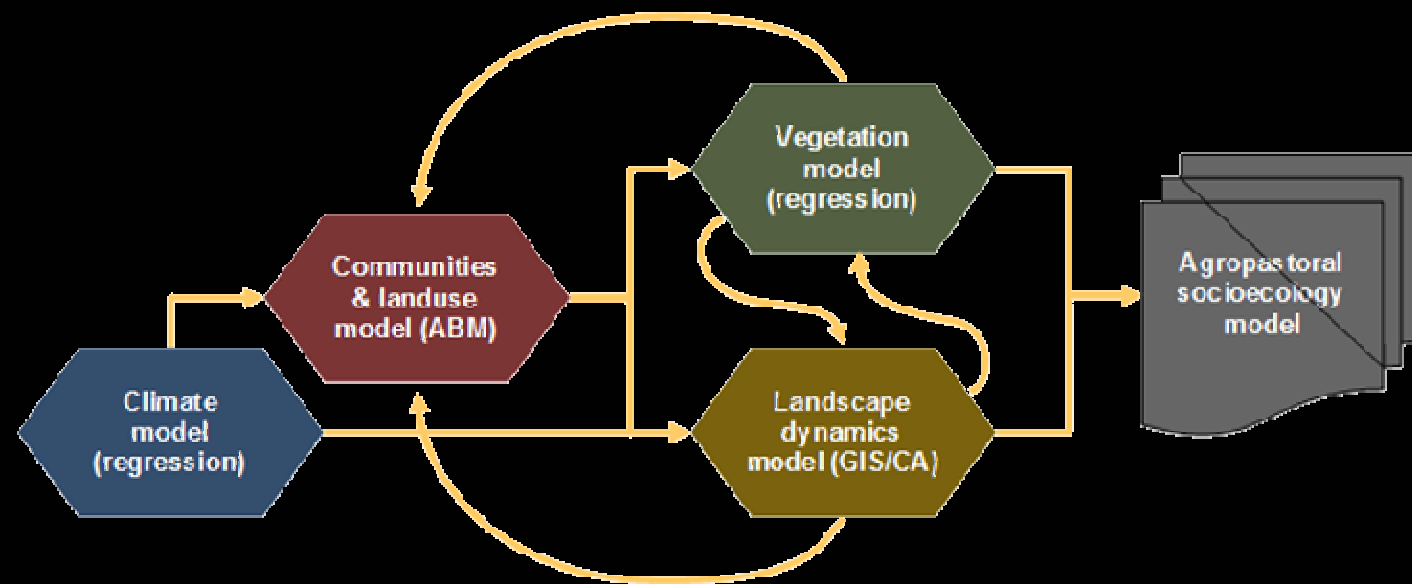 Vegetation
model
(regression)
Communities
& landuse
model (ABM)
Agropastoral
socioecology
model
Climate
model
(regression)
Landscape
dynamics
model (GIS/CA)